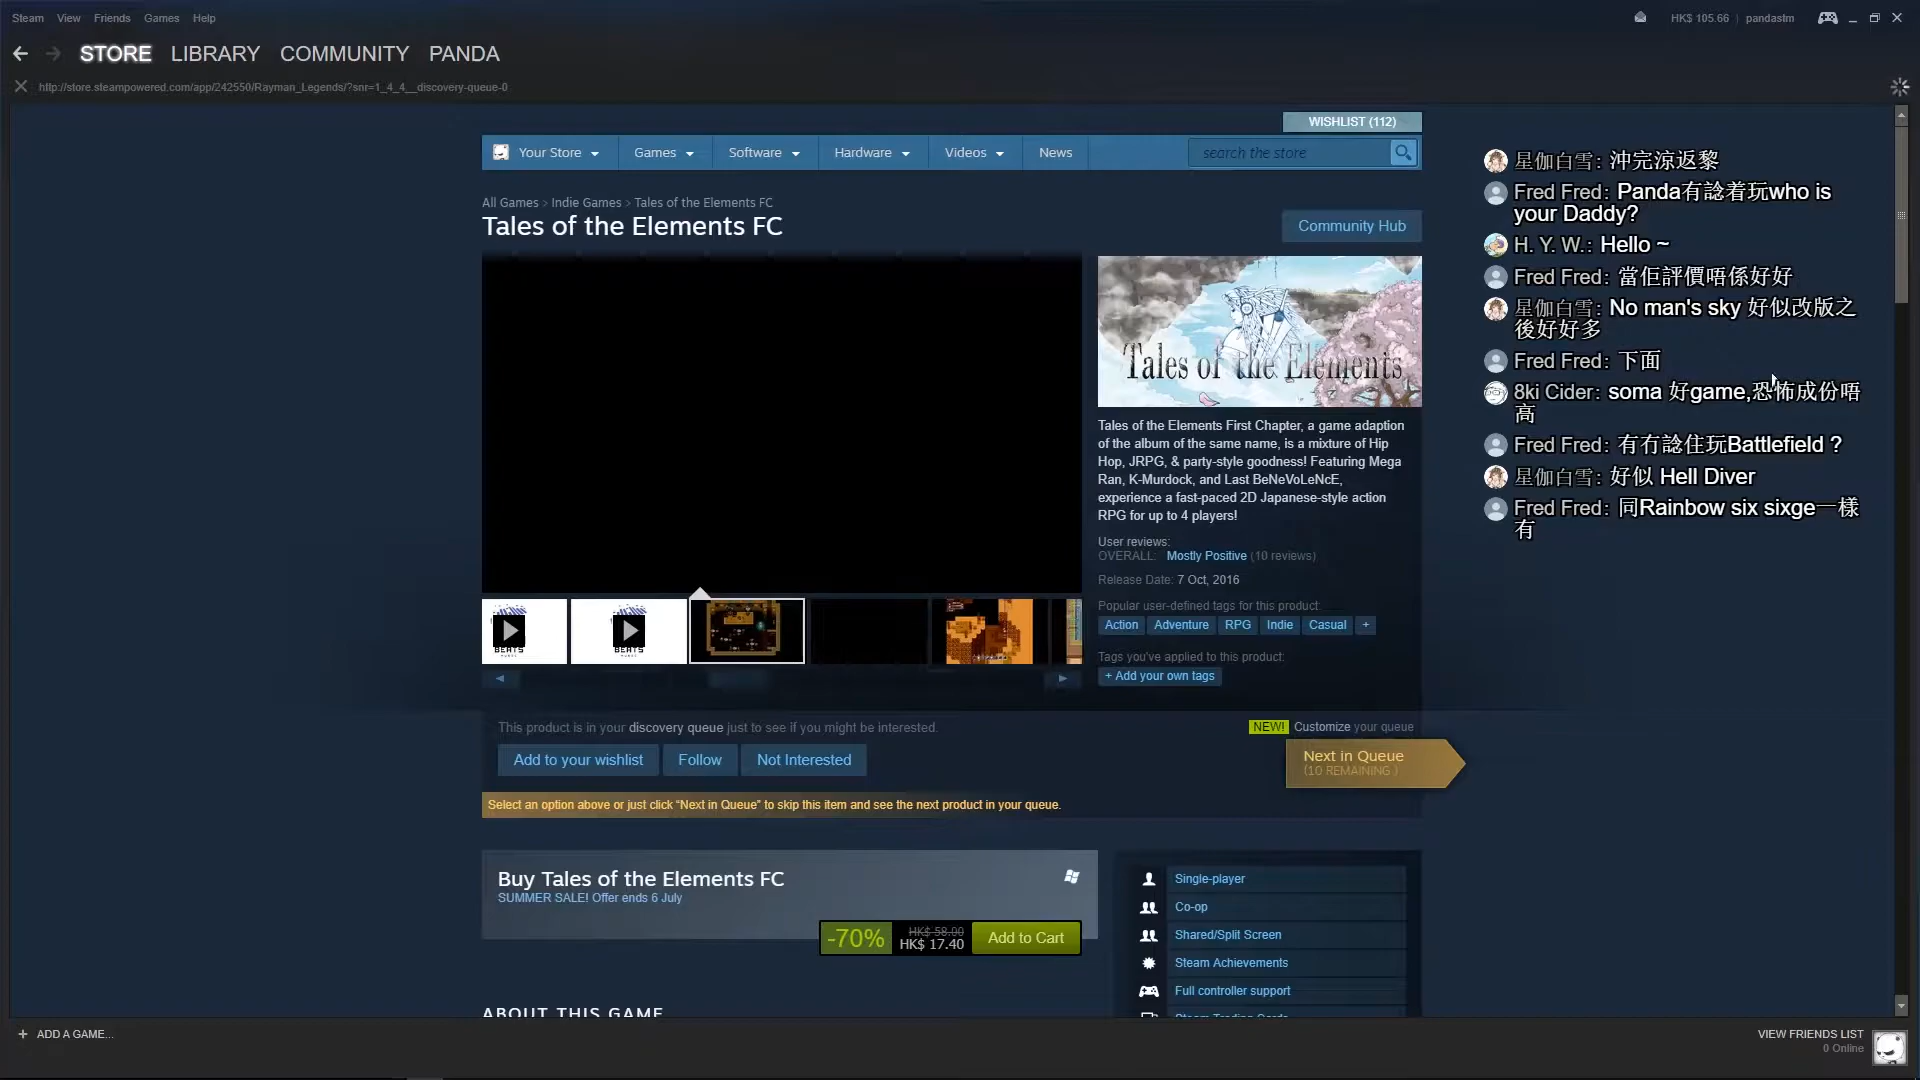 Steam View Friends Games Help
HK$ 105.66 | pandastm
STORE LIBRARY COMMUNITY PANDA
http://store.steampowered.com/app/242550/Rayman_Legends/?snr=1_4_4__discovery-queue-0
WISHLIST (112)
Your Store Games Software Hardware Videos News search the store
All Games > Indie Games > Tales of the Elements FC
Tales of the Elements FC
Community Hub
Tales of the Elements
Tales of the Elements First Chapter, a game adaption
of the album of the same name, is a mixture of Hip
Hop, JRPG, & party-style goodness! Featuring Mega
Ran, K-Murdock, and Last BeNeVoLeNcE,
experience a fast-paced 2D Japanese-style action
RPG for up to 4 players!
User reviews:
OVERALL: Mostly Positive (10 reviews)
Release Date: 7 Oct, 2016
Popular user-defined tags for this product:
Action Adventure RPG Indie Casual +
Tags you've applied to this product:
+ Add your own tags
BEATS
BEATS
This product is in your discovery queue just to see if you might be interested.
NEW! Customize your queue
Add to your wishlist Follow Not Interested
Next in Queue
(10 REMAINING )
Select an option above or just click “Next in Queue” to skip this item and see the next product in your queue.
Buy Tales of the Elements FC
SUMMER SALE! Offer ends 6 July
-70% HK$ 58.00 HK$ 17.40 Add to Cart
Single-player
Co-op
Shared/Split Screen
Steam Achievements
Full controller support
Steam Trading Cards
ABOUT THIS GAME
星伽白雪: 沖完涼返黎
Fred Fred: Panda有諗着玩who is
your Daddy?
H. Y. W.: Hello ~
Fred Fred: 當佢評價唔係好好
星伽白雪: No man's sky 好似改版之
後好好多
Fred Fred: 下面
8ki Cider: soma 好game,恐怖成份唔
高
Fred Fred: 有冇諗住玩Battlefield ?
星伽白雪: 好似 Hell Diver
Fred Fred: 同Rainbow six sixge一樣
有
+ ADD A GAME...
VIEW FRIENDS LIST
0 Online